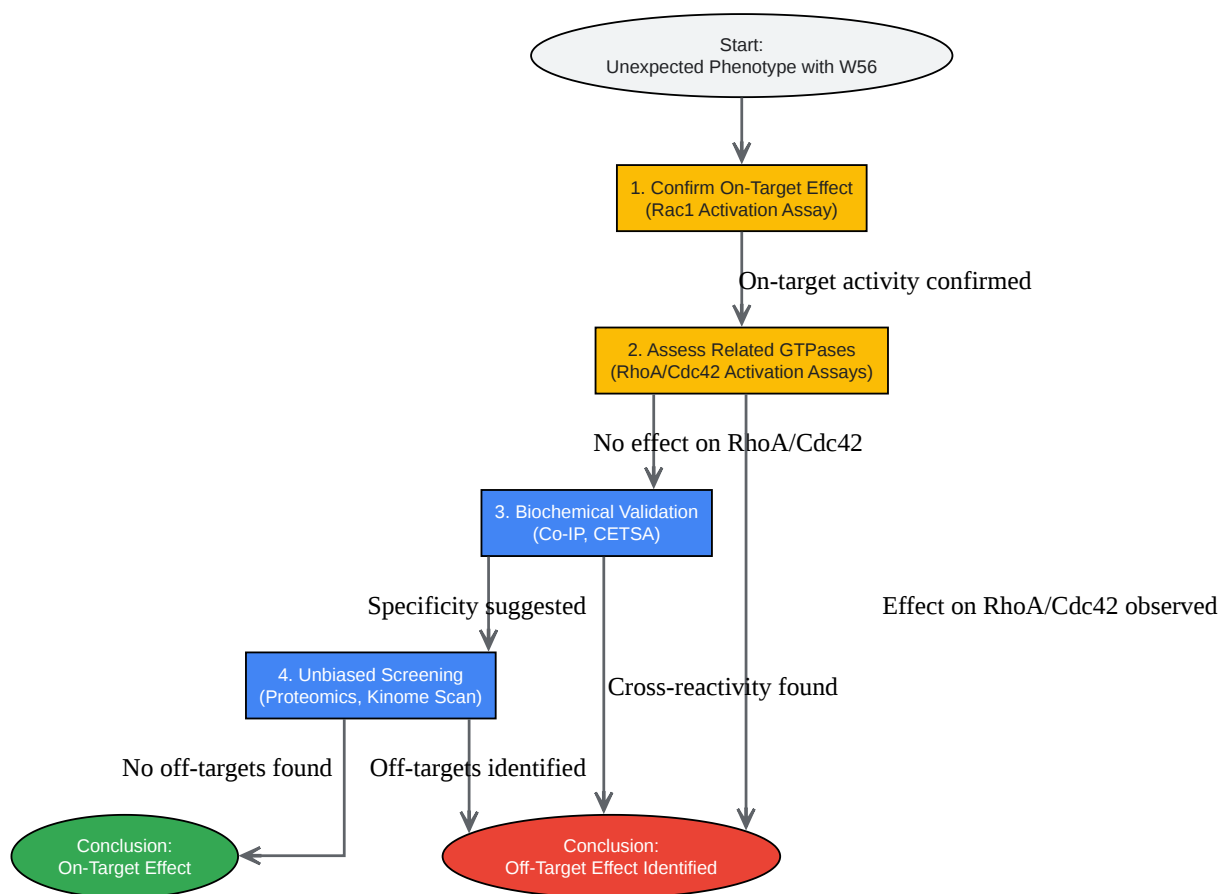 Start:
Unexpected Phenotype with W56
1. Confirm On-Target Effect
(Rac1 Activation Assay)
On-target activity confirmed
2. Assess Related GTPases
(RhoA/Cdc42 Activation Assays)
No effect on RhoA/Cdc42
3. Biochemical Validation
(Co-IP, CETSA)
Specificity suggested
Effect on RhoA/Cdc42 observed
4. Unbiased Screening
(Proteomics, Kinome Scan)
Cross-reactivity found
No off-targets found
Off-targets identified
Conclusion:
On-Target Effect
Conclusion:
Off-Target Effect Identified